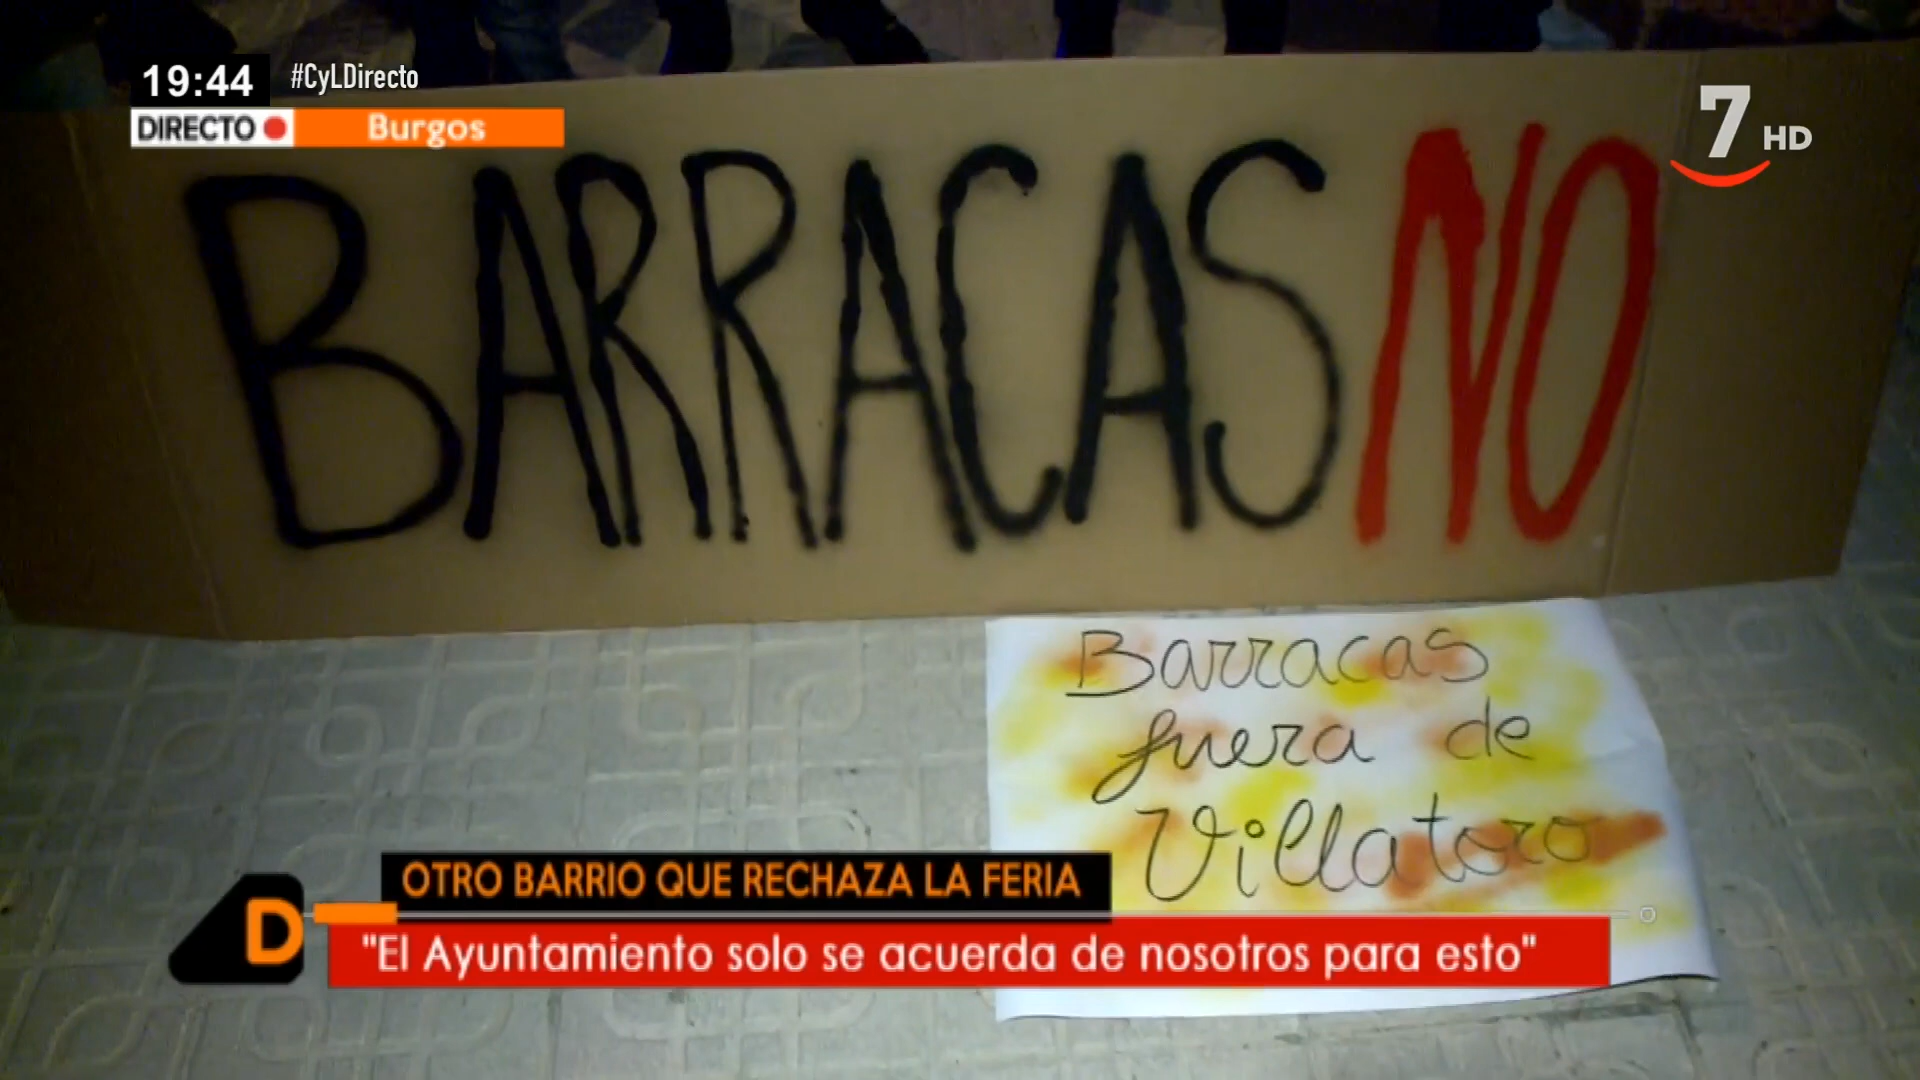 19:44 #CyLDirecto
DIRECTO Burgos
7 HD
BARRACAS NO
Barracas
fuera de
Villatoro
OTRO BARRIO QUE RECHAZA LA FERIA
D
"El Ayuntamiento solo se acuerda de nosotros para esto"